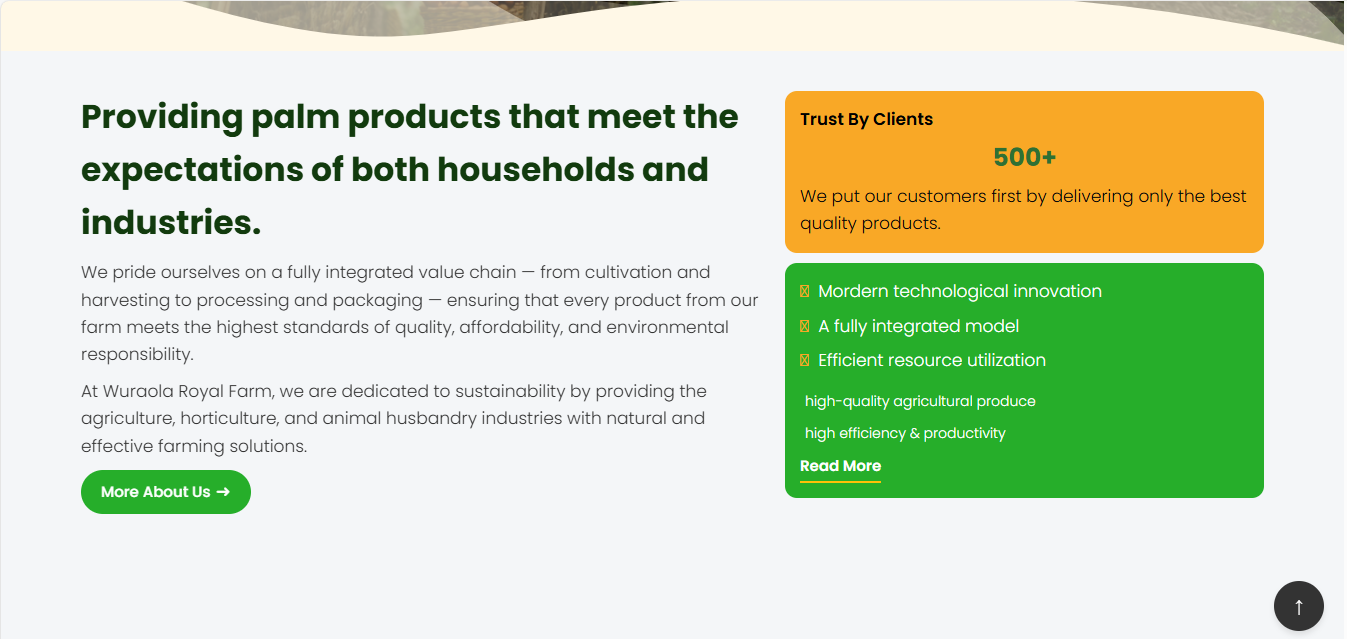 Providing palm products that meet the
expectations of both households and
industries.
We pride ourselves on a fully integrated value chain — from cultivation and
harvesting to processing and packaging — ensuring that every product from our
farm meets the highest standards of quality, affordability, and environmental
responsibility.
At Wuraola Royal Farm, we are dedicated to sustainability by providing the
agriculture, horticulture, and animal husbandry industries with natural and
effective farming solutions.
More About Us ➜
Trust By Clients
500+
We put our customers first by delivering only the best
quality products.
Mordern technological innovation
A fully integrated model
Efficient resource utilization
high-quality agricultural produce
high efficiency & productivity
Read More
↑